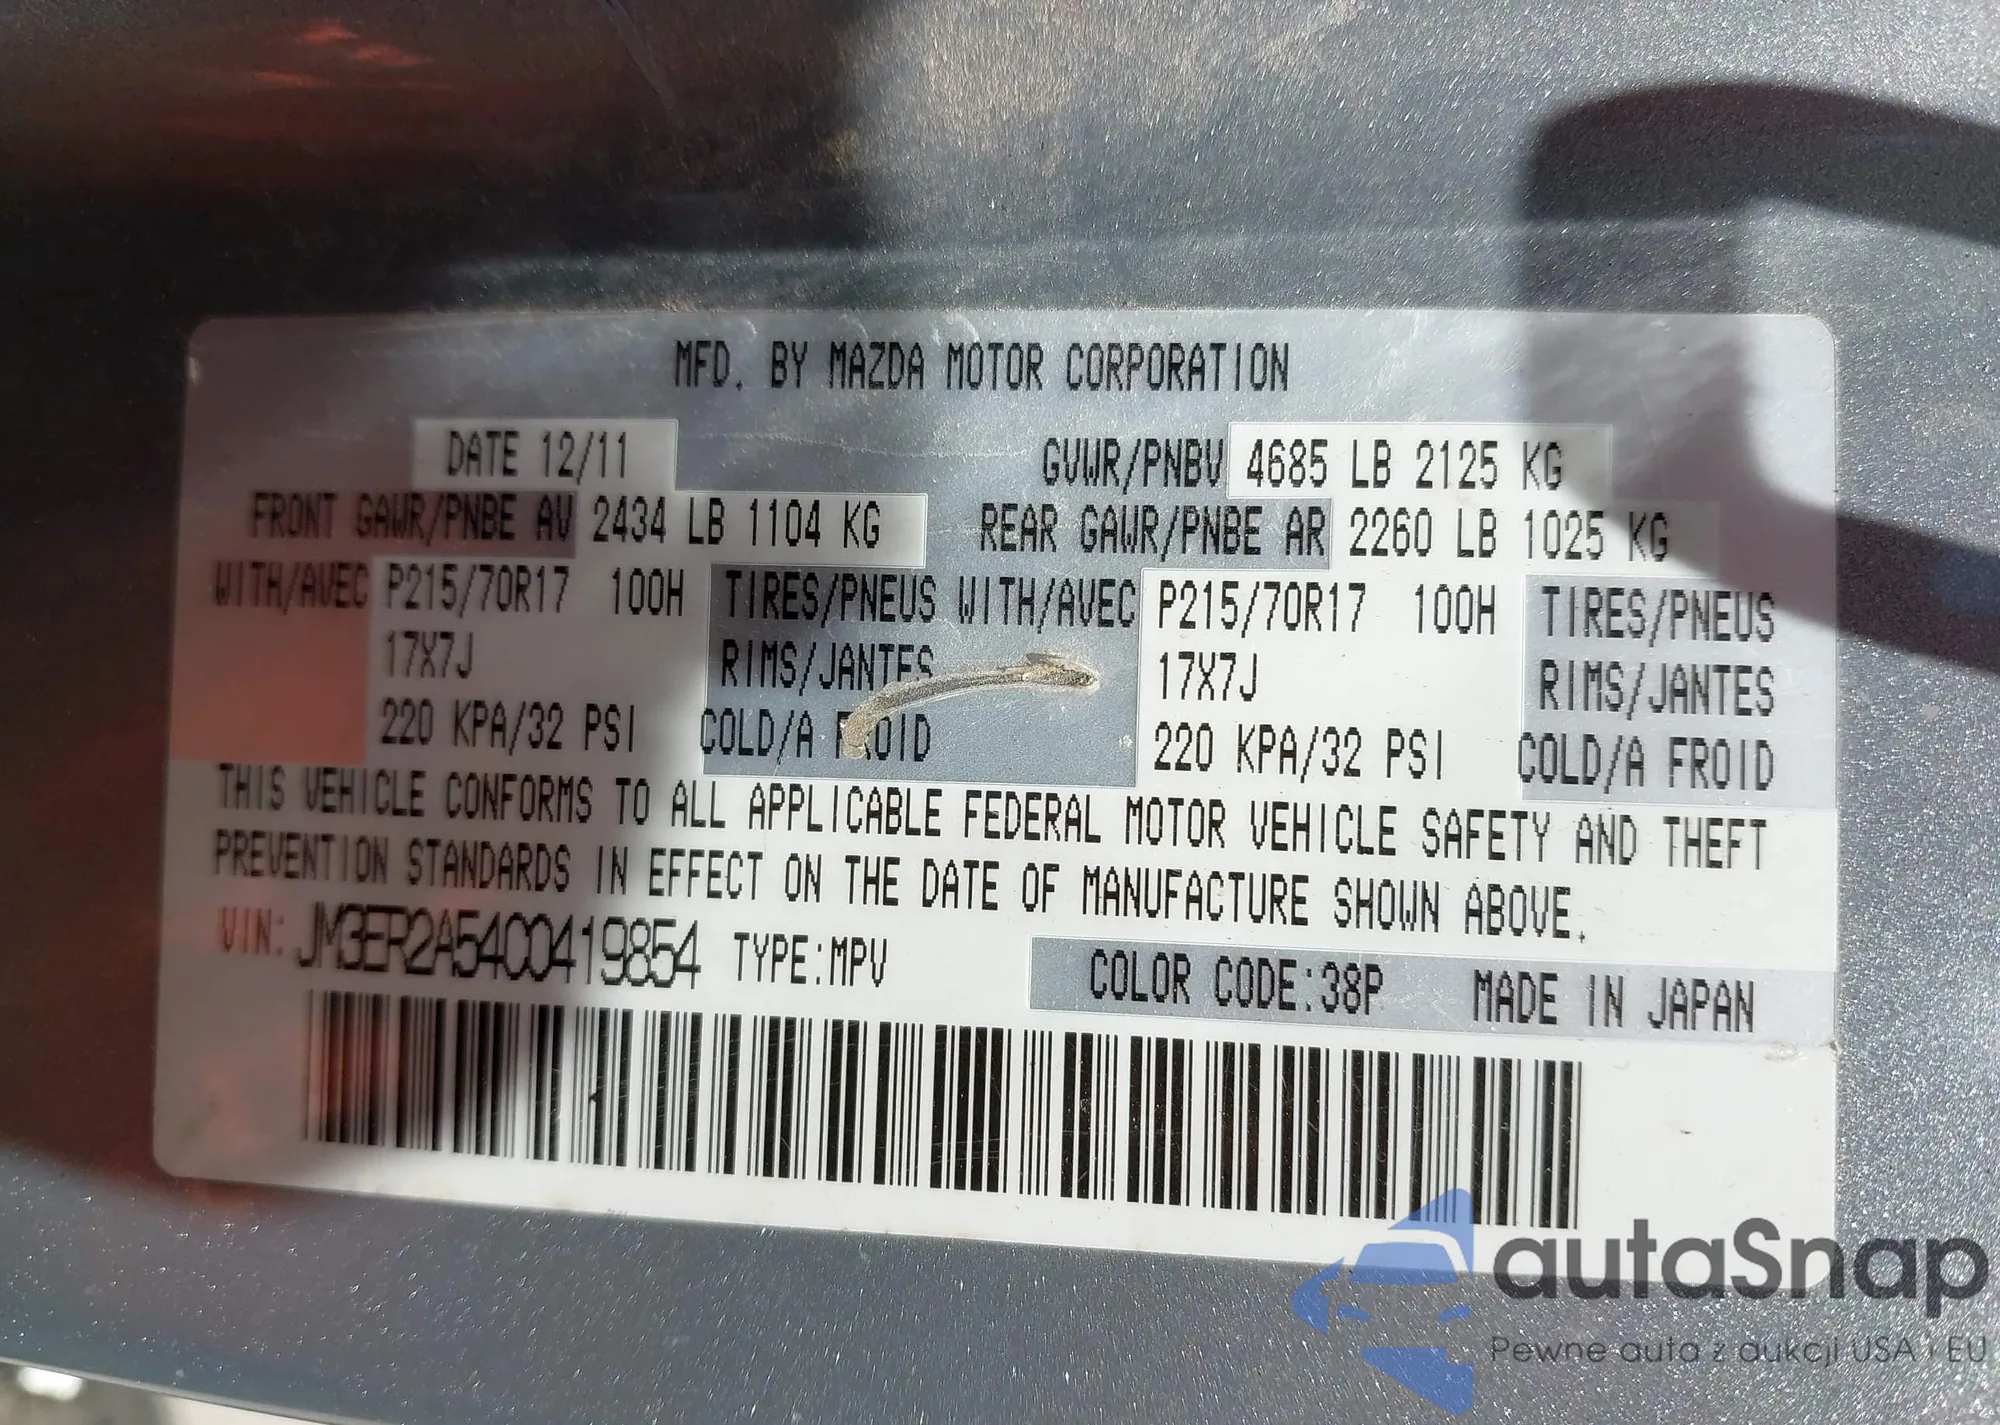 MFD. BY MAZDA MOTOR CORPORATION
DATE 12/11 GVWR/PNBV 4685 LB 2125 KG
FRONT GAWR/PNBE AV 2434 LB 1104 KG REAR GAWR/PNBE AR 2260 LB 1025 KG
WITH/AVEC P215/70R17 100H TIRES/PNEUS WITH/AVEC P215/70R17 100H TIRES/PNEUS
17X7J RIMS/JANTES 17X7J RIMS/JANTES
220 KPA/32 PSI COLD/A FROID 220 KPA/32 PSI COLD/A FROID
THIS VEHICLE CONFORMS TO ALL APPLICABLE FEDERAL MOTOR VEHICLE SAFETY AND THEFT
PREVENTION STANDARDS IN EFFECT ON THE DATE OF MANUFACTURE SHOWN ABOVE.
VIN: JM3ER2A54C0419854 TYPE:MPV COLOR CODE:38P MADE IN JAPAN
autaSnap
Pewne auta z aukcji USA i EU